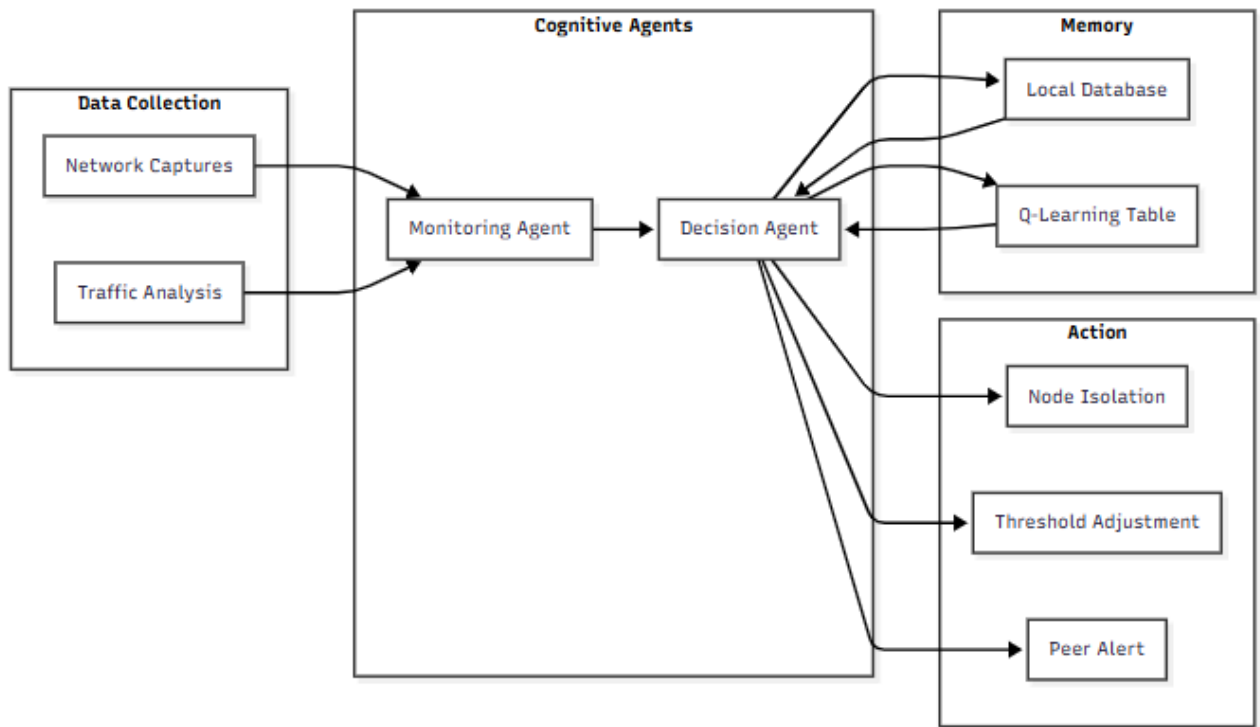 Data Collection
Network Captures
Traffic Analysis
Cognitive Agents
Monitoring Agent
Decision Agent
Memory
Local Database
Q-Learning Table
Action
Node Isolation
Threshold Adjustment
Peer Alert